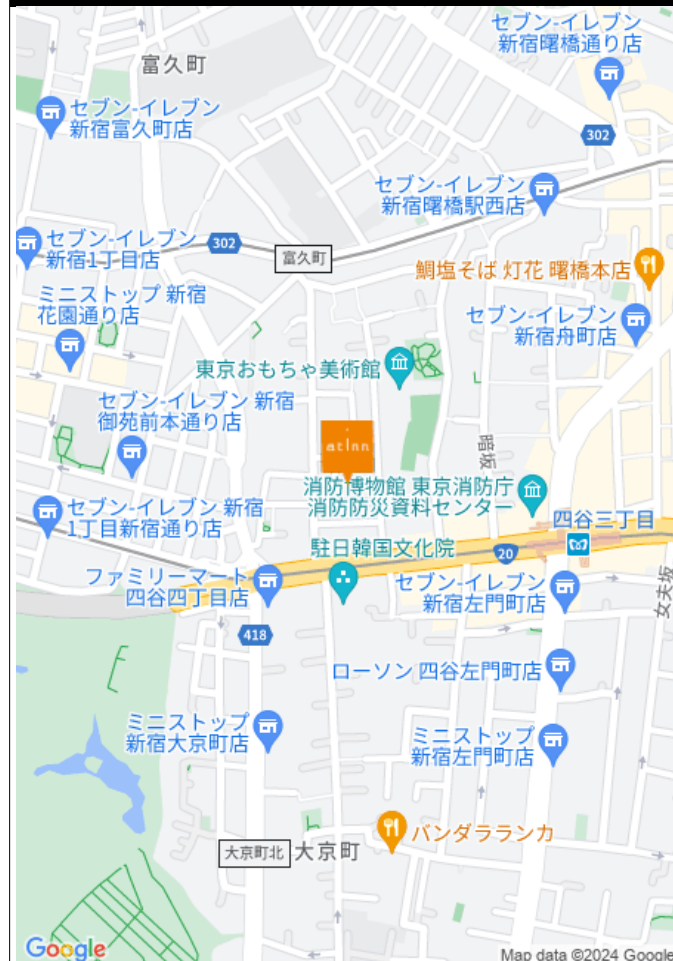 セブン-イレブン
新宿曙橋通り店
富久町
セブン-イレブン
新宿富久町店
302
セブン-イレブン
新宿曙橋駅西店
セブン-イレブン
新宿1丁目店
302
富久町
鯛塩そば 灯花 曙橋本店
ミニストップ 新宿
花園通り店
セブン-イレブン
新宿舟町店
東京おもちゃ美術館
セブン-イレブン 新宿
御苑前本通り店
at inn
暗坂
消防博物館 東京消防庁
消防防災資料センター
セブン-イレブン 新宿
1丁目新宿通り店
四谷三丁目
駐日韓国文化院
20
ファミリーマート
四谷四丁目店
セブン-イレブン
新宿左門町店
女夫坂
418
ローソン 四谷左門町店
ミニストップ
新宿大京町店
ミニストップ
新宿左門町店
バンダラランカ
大京町北
大京町
Google
Map data ©2024 Google